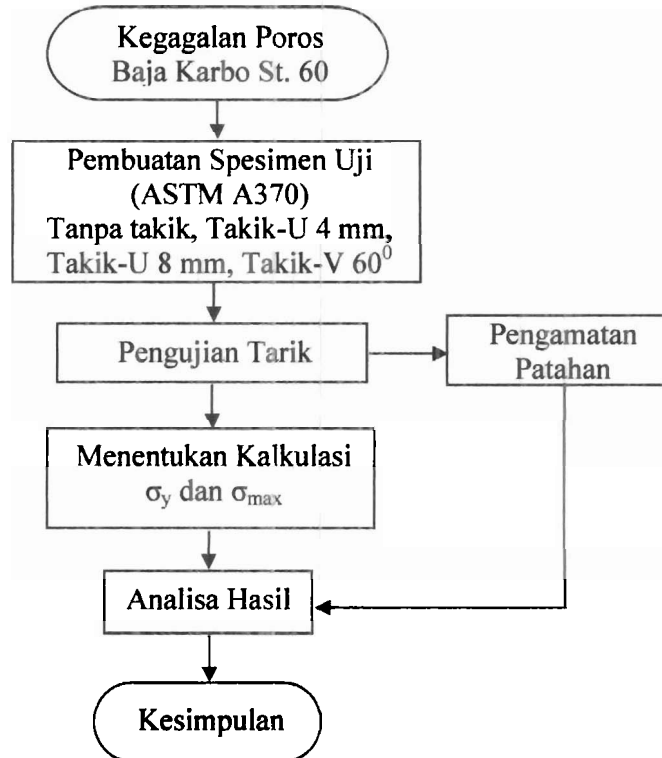 Kegagalan Poros
Baja Karbo St. 60
Pembuatan Spesimen Uji
(ASTM A370)
Tanpa takik, Takik-U 4 mm,
Takik-U 8 mm, Takik-V 60⁰
Pengujian Tarik
Pengamatan
Patahan
Menentukan Kalkulasi
σy dan σmax
Analisa Hasil
Kesimpulan